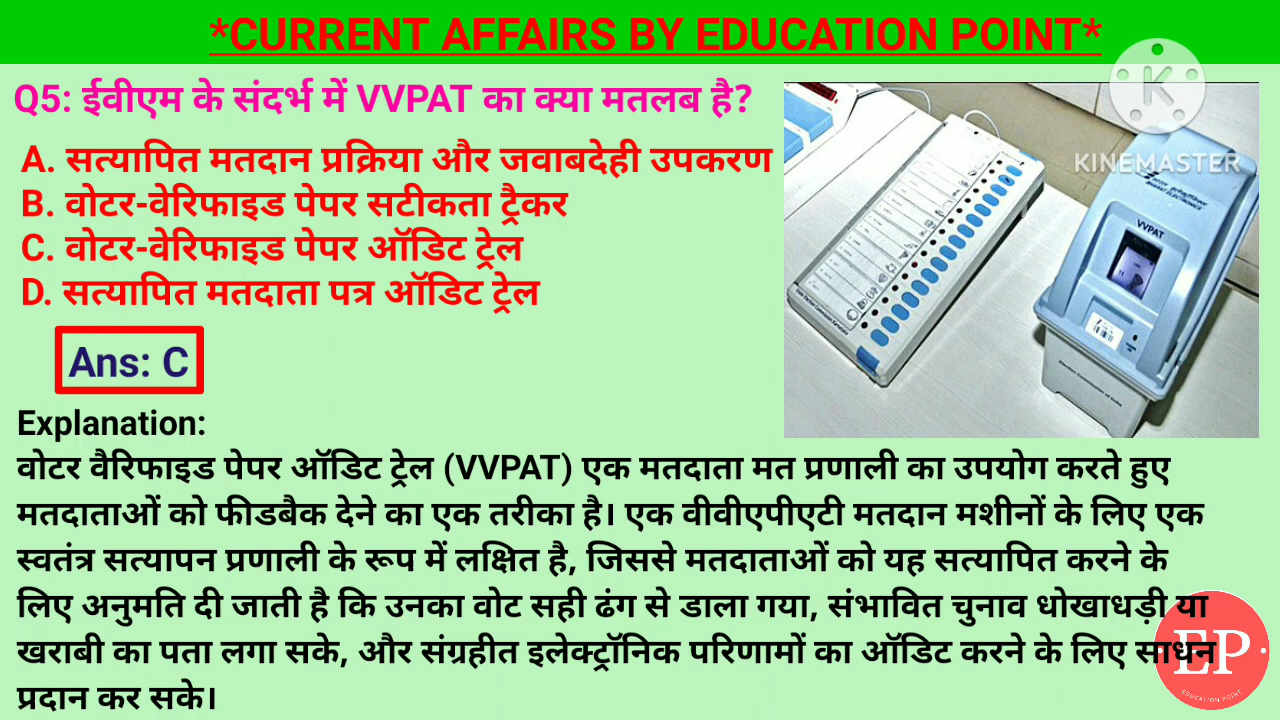 *CURRENT AFFAIRS BY EDUCATION POINT*
Q5: ईवीएम के संदर्भ में VVPAT का क्या मतलब है?
A. सत्यापित मतदान प्रक्रिया और जवाबदेही उपकरण
B. वोटर-वेरिफाइड पेपर सटीकता ट्रैकर
C. वोटर-वेरिफाइड पेपर ऑडिट ट्रेल
D. सत्यापित मतदाता पत्र ऑडिट ट्रेल
Ans: C
K
KINEMASTER
BHARAT ELECTRONICS
VVPAT
Explanation:
वोटर वैरिफाइड पेपर ऑडिट ट्रेल (VVPAT) एक मतदाता मत प्रणाली का उपयोग करते हुए
मतदाताओं को फीडबैक देने का एक तरीका है। एक वीवीएपीएटी मतदान मशीनों के लिए एक
स्वतंत्र सत्यापन प्रणाली के रूप में लक्षित है, जिससे मतदाताओं को यह सत्यापित करने के
लिए अनुमति दी जाती है कि उनका वोट सही ढंग से डाला गया, संभावित चुनाव धोखाधड़ी या
खराबी का पता लगा सके, और संग्रहीत इलेक्ट्रॉनिक परिणामों का ऑडिट करने के लिए साधन
प्रदान कर सके।
EP
EDUCATION POINT